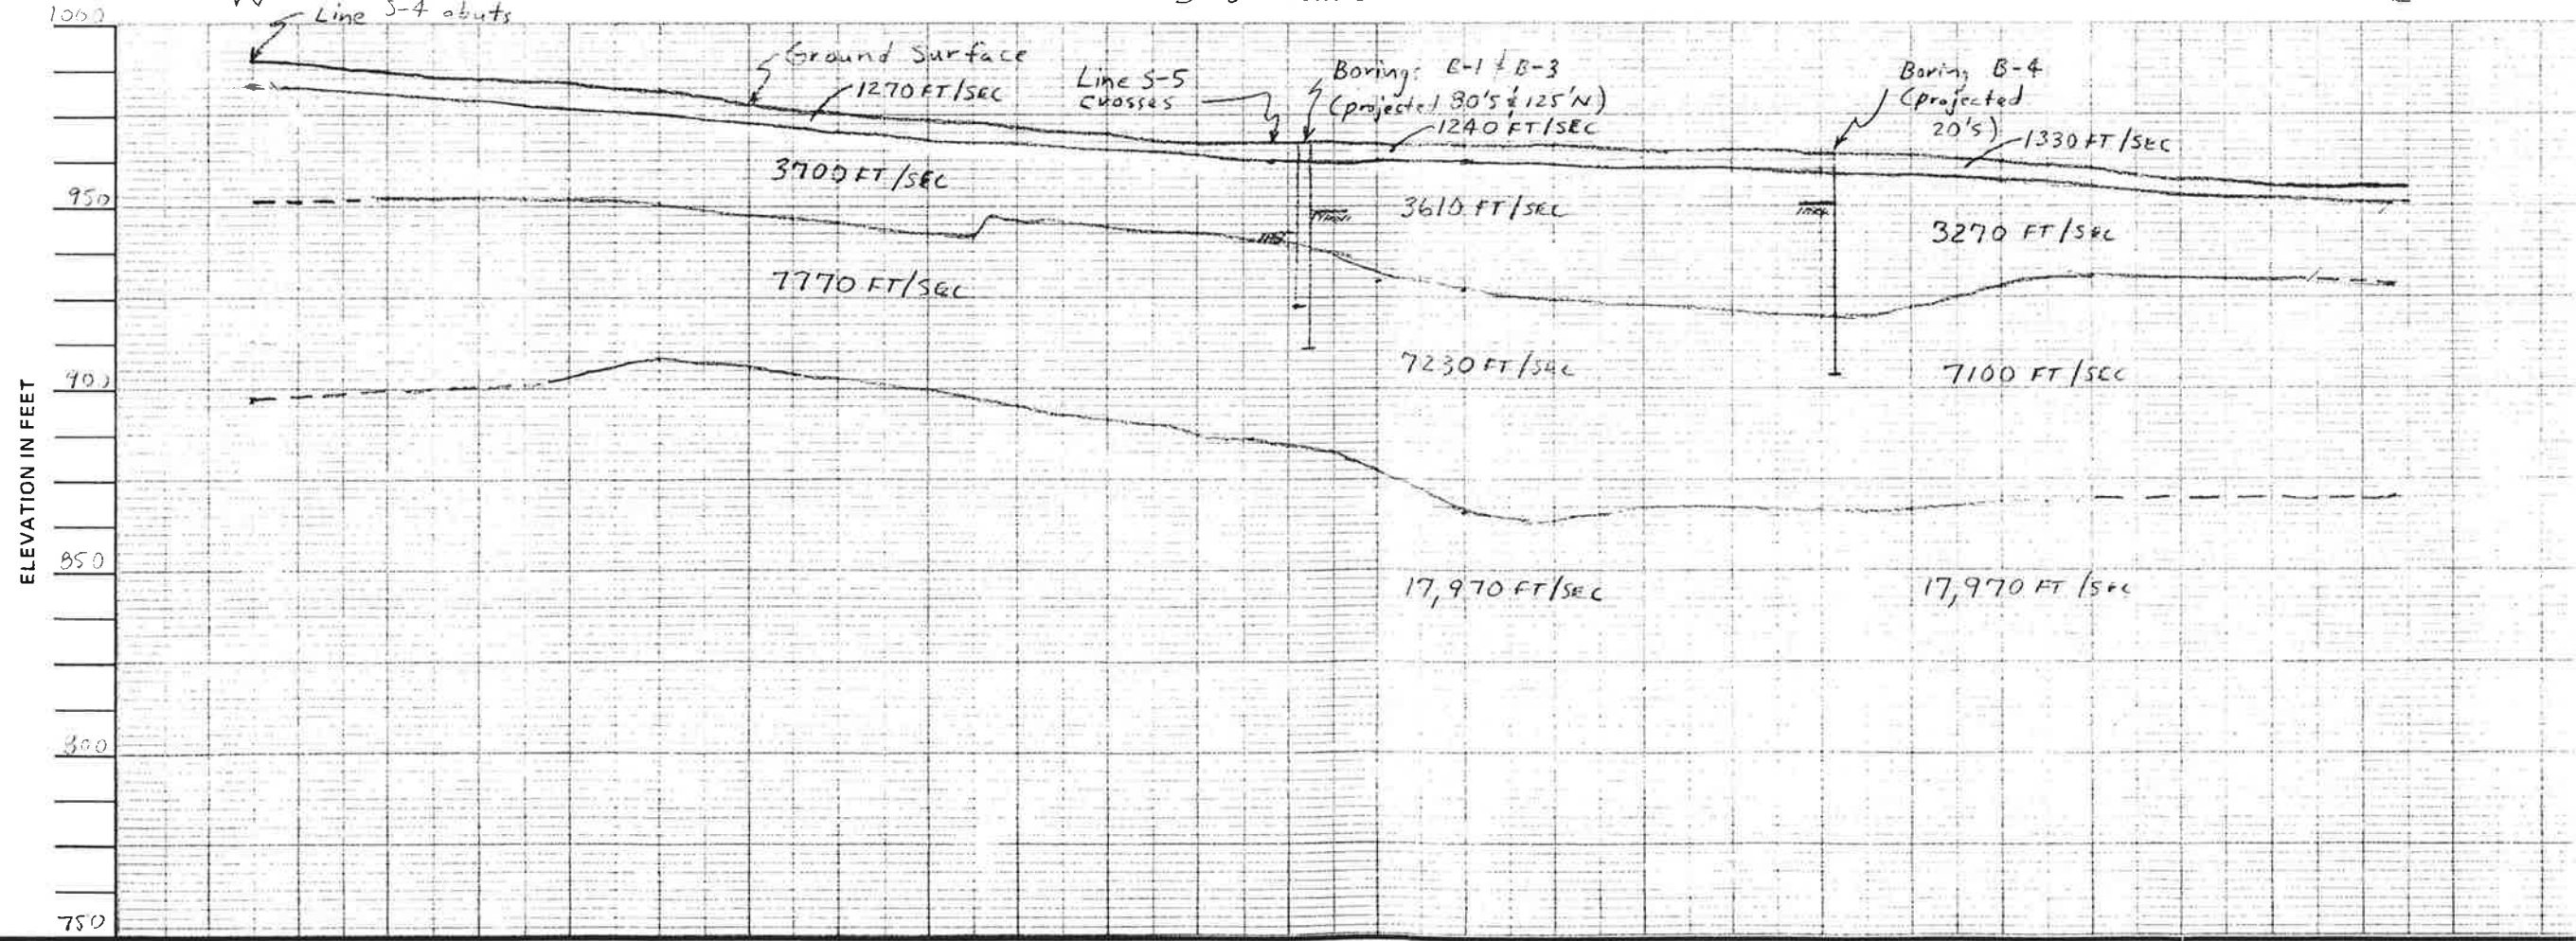 1000
Line S-4 abuts
Ground Surface
1270 FT/SEC
Line S-5
crosses
Borings B-1 & B-3
(projected 80'S & 125'N)
1240 FT/SEC
Boring B-4
(projected
20'S)
1330 FT/SEC
3700 FT/SEC
950
3610 FT/SEC
3270 FT/SEC
7770 FT/SEC
7230 FT/SEC
7100 FT/SEC
900
ELEVATION IN FEET
850
17,970 FT/SEC
17,970 FT/SEC
800
750